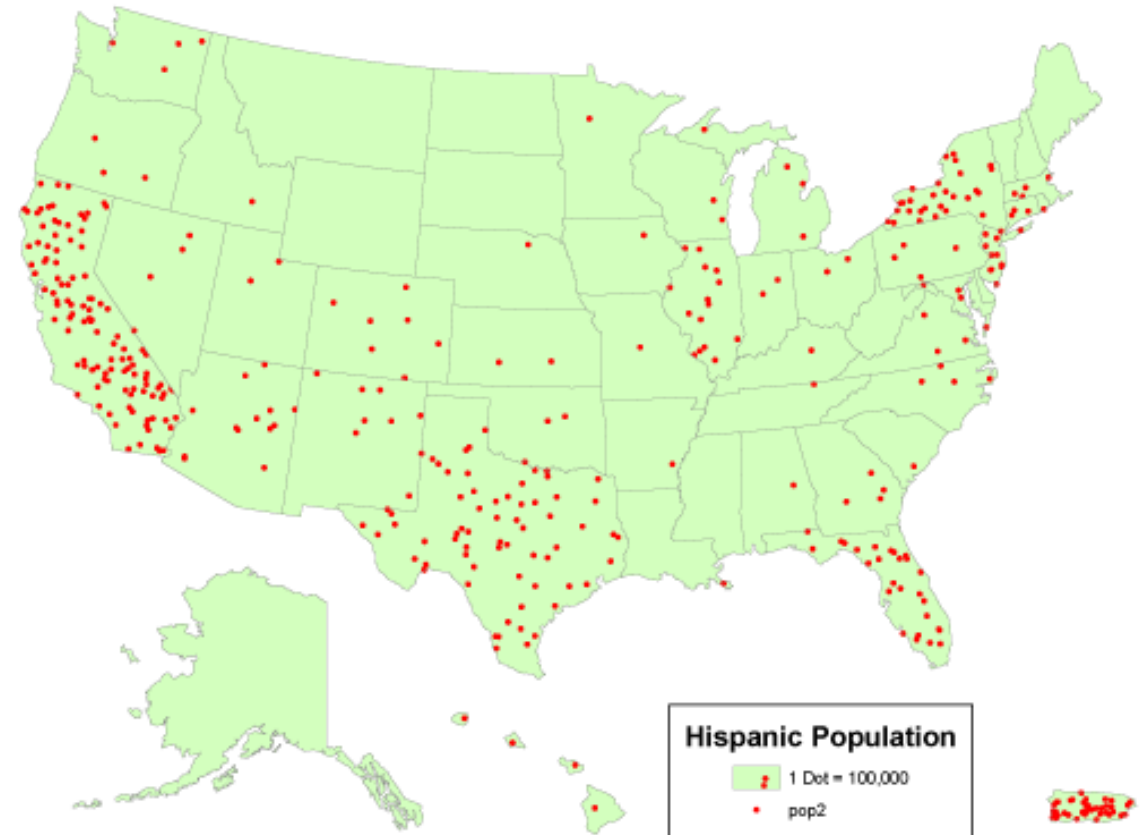 Hispanic Population
1 Dot = 100,000
pop2